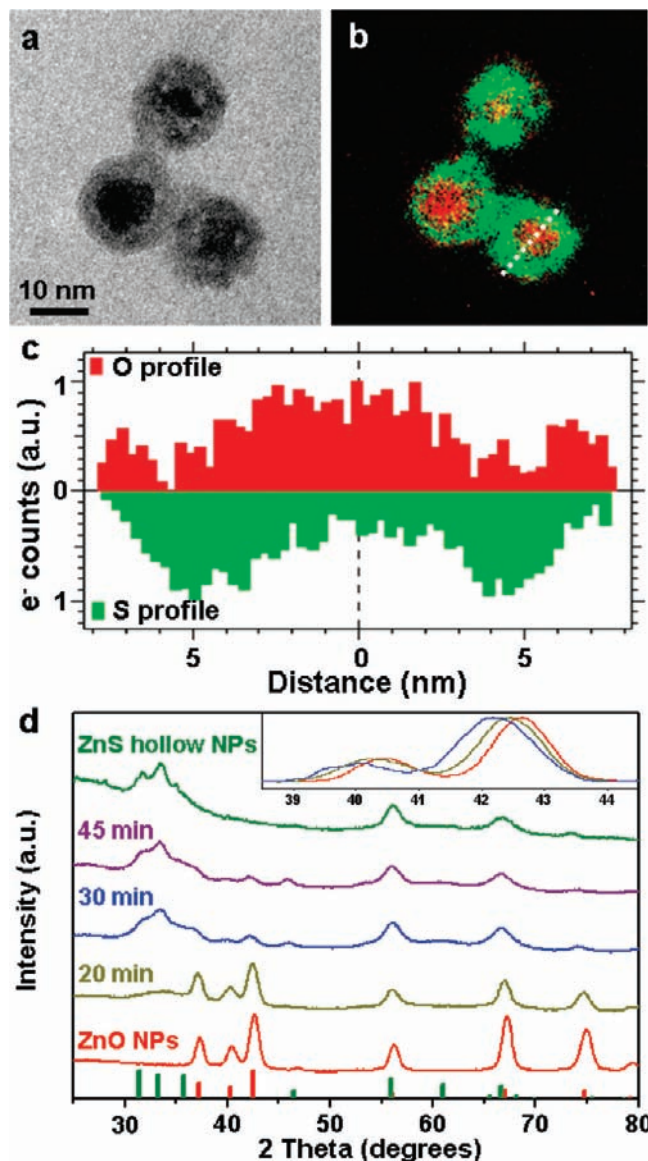 a
b
10 nm
c
O profile
1
0
1
e⁻ counts (a.u.)
S profile
5 0 5
Distance (nm)
d
ZnS hollow NPs
39 40 41 42 43 44
45 min
30 min
20 min
ZnO NPs
Intensity (a.u.)
30 40 50 60 70 80
2 Theta (degrees)